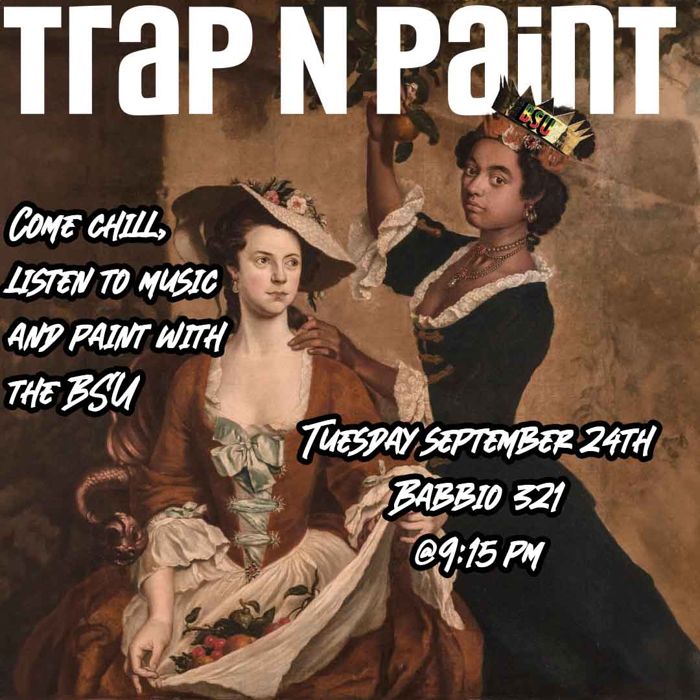 Trap N Paint
BSU
Come chill,
listen to music
and paint with
the BSU
Tuesday september 24th
Babbio 321
@9:15 pm